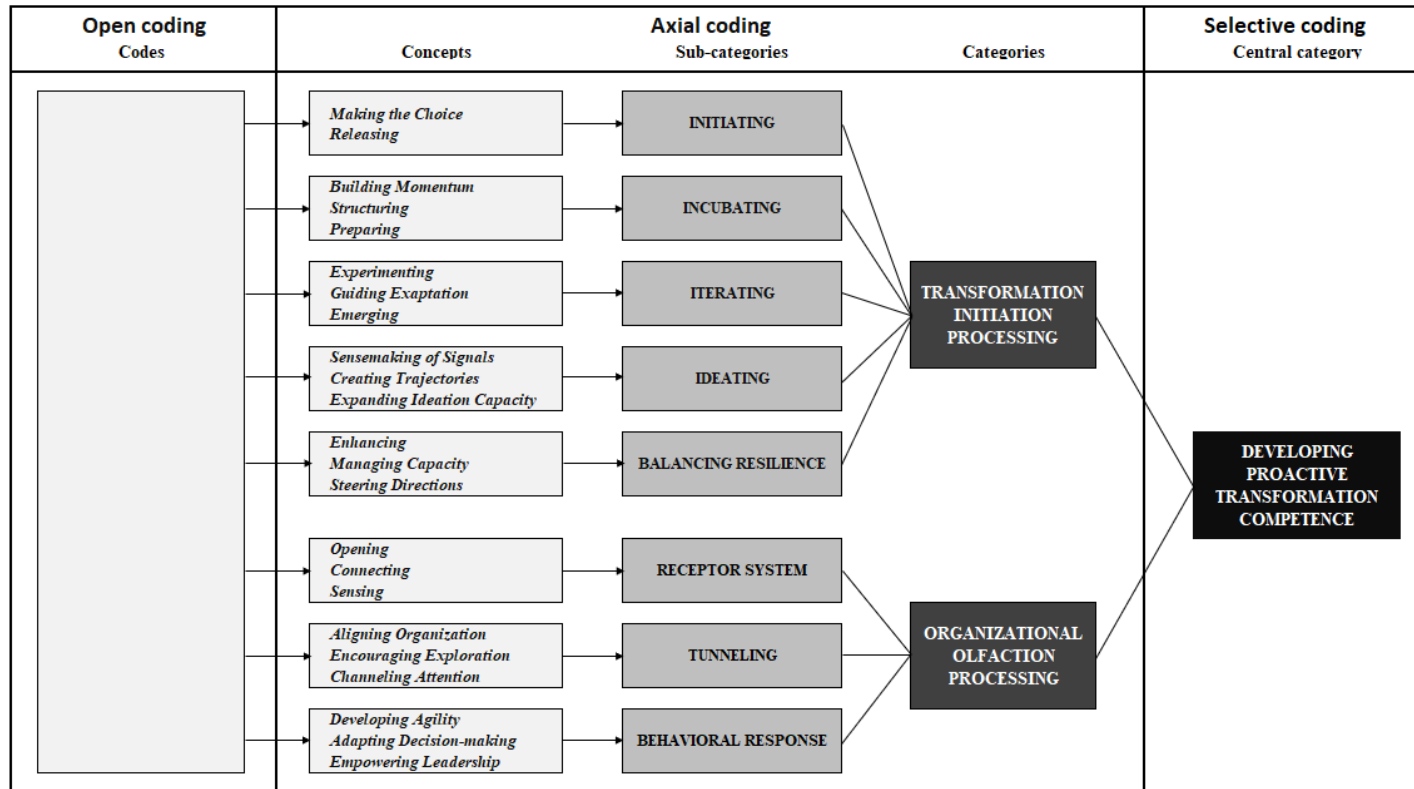 Open coding
Codes
Axial coding
Concepts
Sub-categories
Categories
Selective coding
Central category
Making the Choice
Releasing
INITIATING
Building Momentum
Structuring
Preparing
INCUBATING
Experimenting
Guiding Exaptation
Emerging
ITERATING
Sensemaking of Signals
Creating Trajectories
Expanding Ideation Capacity
IDEATING
Enhancing
Managing Capacity
Steering Directions
BALANCING RESILIENCE
TRANSFORMATION
INITIATION
PROCESSING
Opening
Connecting
Sensing
RECEPTOR SYSTEM
Aligning Organization
Encouraging Exploration
Channeling Attention
TUNNELING
Developing Agility
Adapting Decision-making
Empowering Leadership
BEHAVIORAL RESPONSE
ORGANIZATIONAL
OLFACTION
PROCESSING
DEVELOPING
PROACTIVE
TRANSFORMATION
COMPETENCE